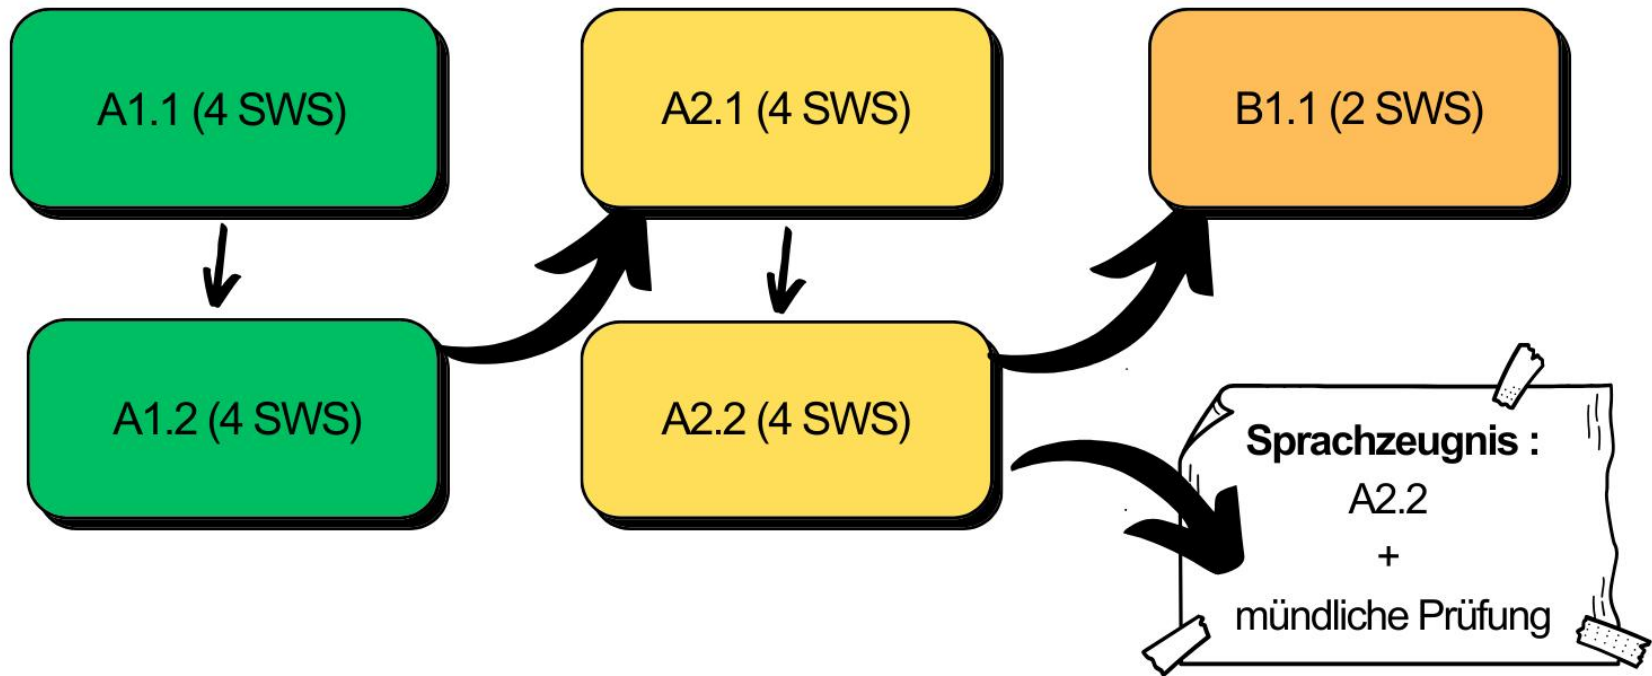 A1.1 (4 SWS)
A2.1 (4 SWS)
B1.1 (2 SWS)
A1.2 (4 SWS)
A2.2 (4 SWS)
Sprachzeugnis :
A2.2
+
mündliche Prüfung